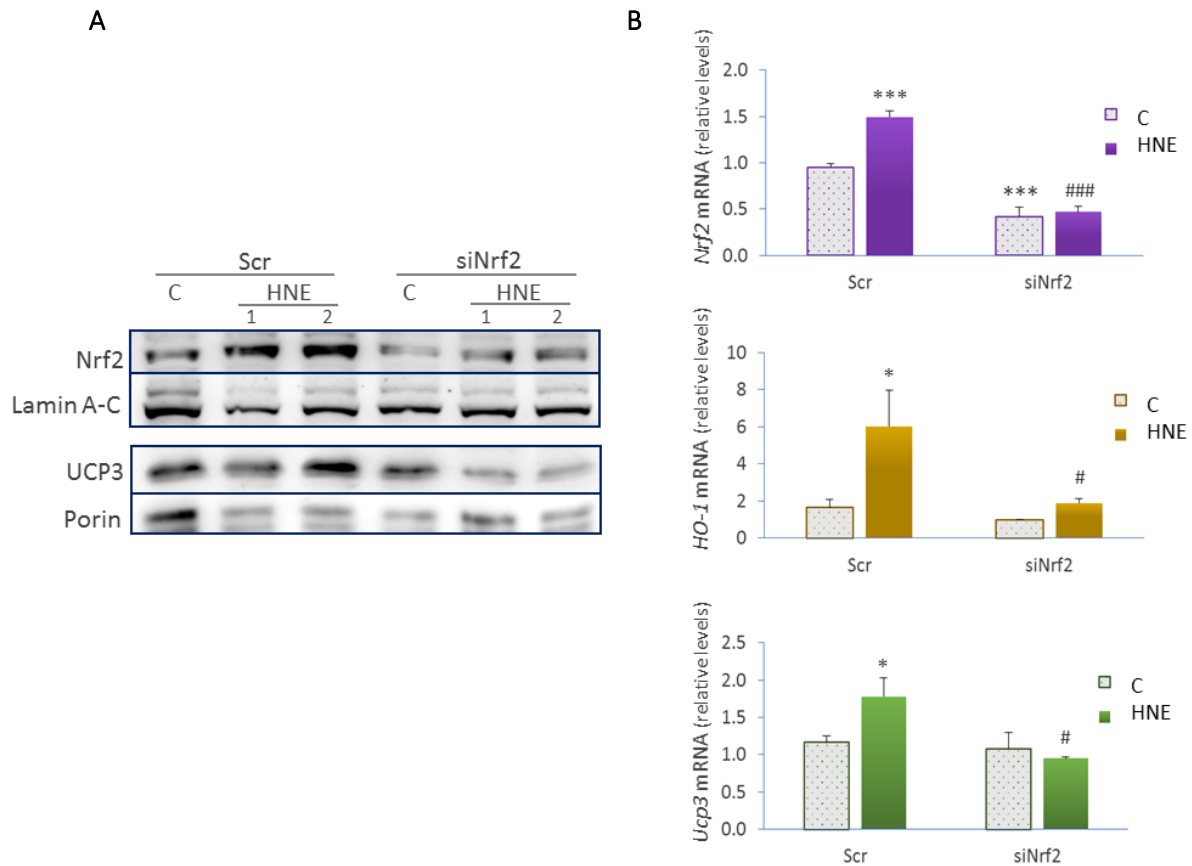 A
Scr siNrf2
C HNE C HNE
1 2 1 2
Nrf2
Lamin A-C
UCP3
Porin
B
Nrf2 mRNA (relative levels)
2.0
1.5
1.0
0.5
0.0
***
*** ###
Scr siNrf2
C
HNE
HO-1 mRNA (relative levels)
10
8
6
4
2
0
*
#
Scr siNrf2
C
HNE
Ucp3 mRNA (relative levels)
2.5
2.0
1.5
1.0
0.5
0.0
*
#
Scr siNrf2
C
HNE